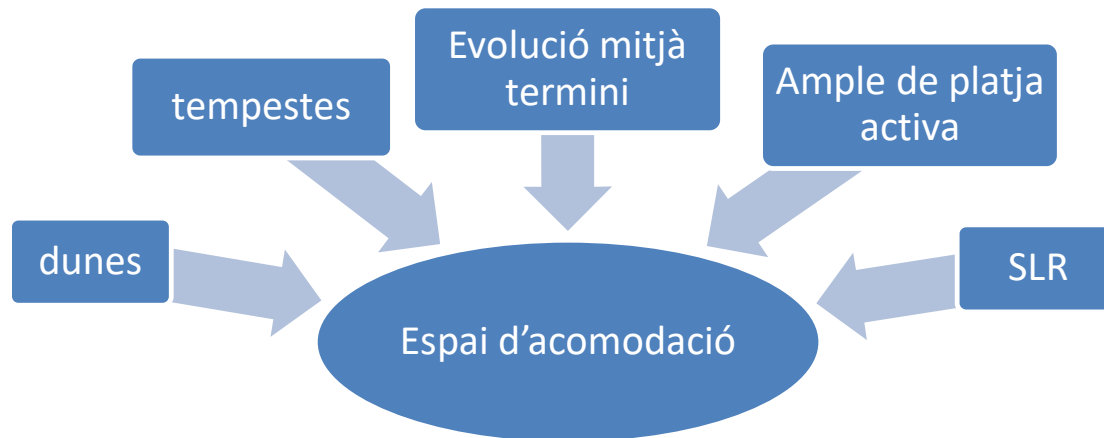 Evolució mitjà
termini
tempestes
Ample de platja
activa
dunes
SLR
Espai d’acomodació